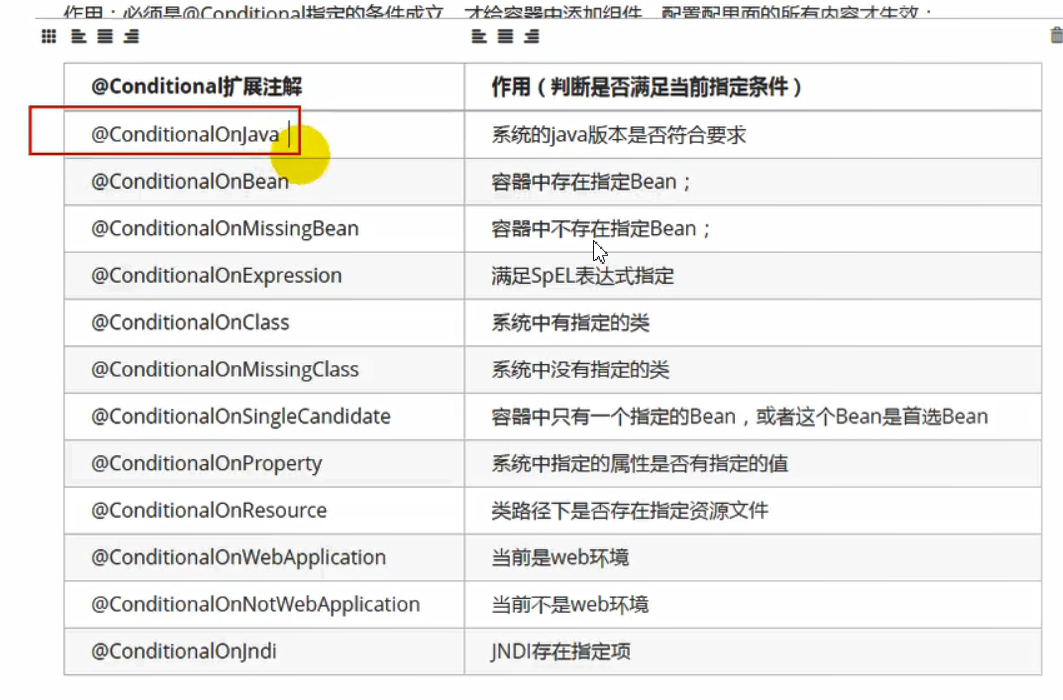 作用：必须是@Conditional指定的条件成立，才给容器中添加组件，配置配里面的所有内容才生效；
@Conditional扩展注解 作用（判断是否满足当前指定条件）
@ConditionalOnJava 系统的java版本是否符合要求
@ConditionalOnBean 容器中存在指定Bean；
@ConditionalOnMissingBean 容器中不存在指定Bean；
@ConditionalOnExpression 满足SpEL表达式指定
@ConditionalOnClass 系统中有指定的类
@ConditionalOnMissingClass 系统中没有指定的类
@ConditionalOnSingleCandidate 容器中只有一个指定的Bean，或者这个Bean是首选Bean
@ConditionalOnProperty 系统中指定的属性是否有指定的值
@ConditionalOnResource 类路径下是否存在指定资源文件
@ConditionalOnWebApplication 当前是web环境
@ConditionalOnNotWebApplication 当前不是web环境
@ConditionalOnJndi JNDI存在指定项